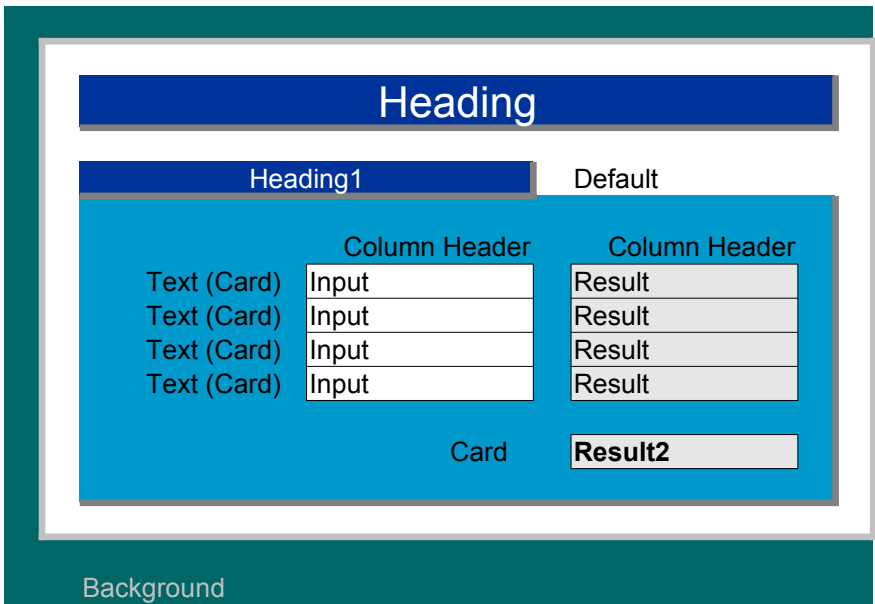 Heading
Heading1 Default
Column Header Column Header
Text (Card) Input Result
Text (Card) Input Result
Text (Card) Input Result
Text (Card) Input Result
Card Result2
Background